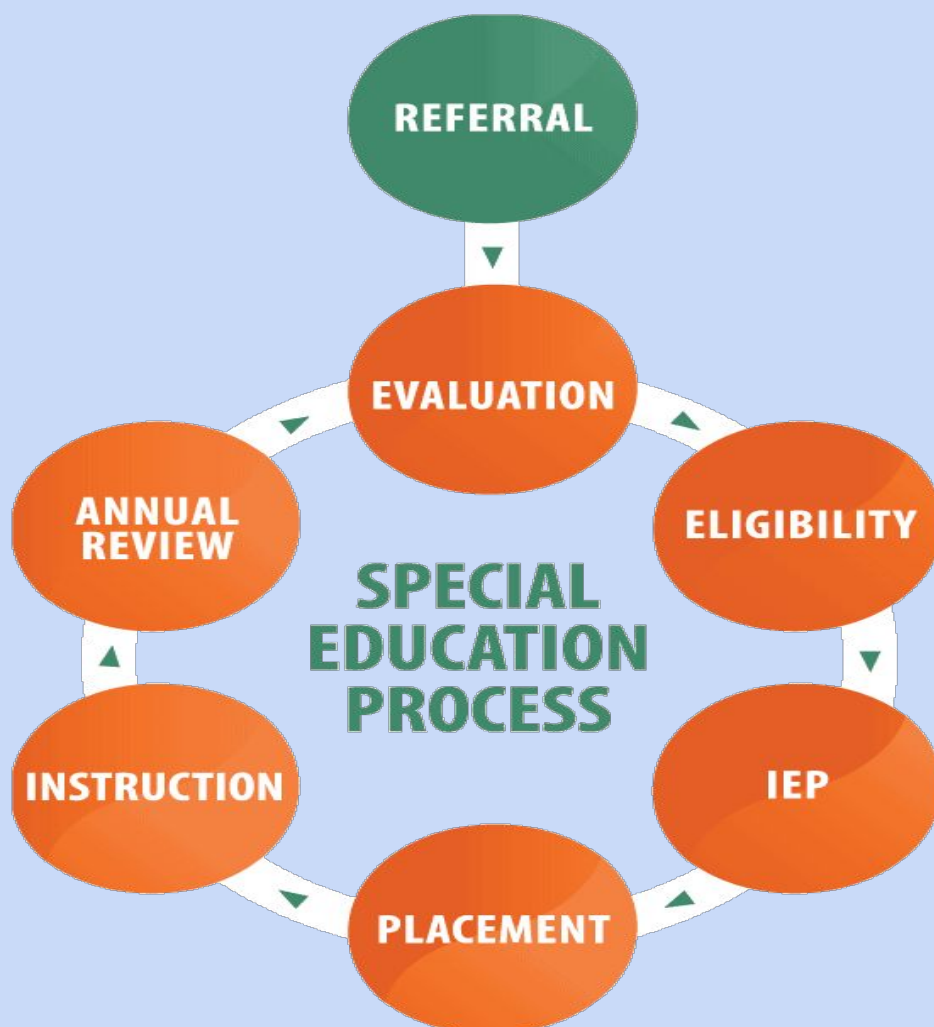 REFERRAL
EVALUATION
ELIGIBILITY
IEP
PLACEMENT
INSTRUCTION
ANNUAL
REVIEW
SPECIAL
EDUCATION
PROCESS